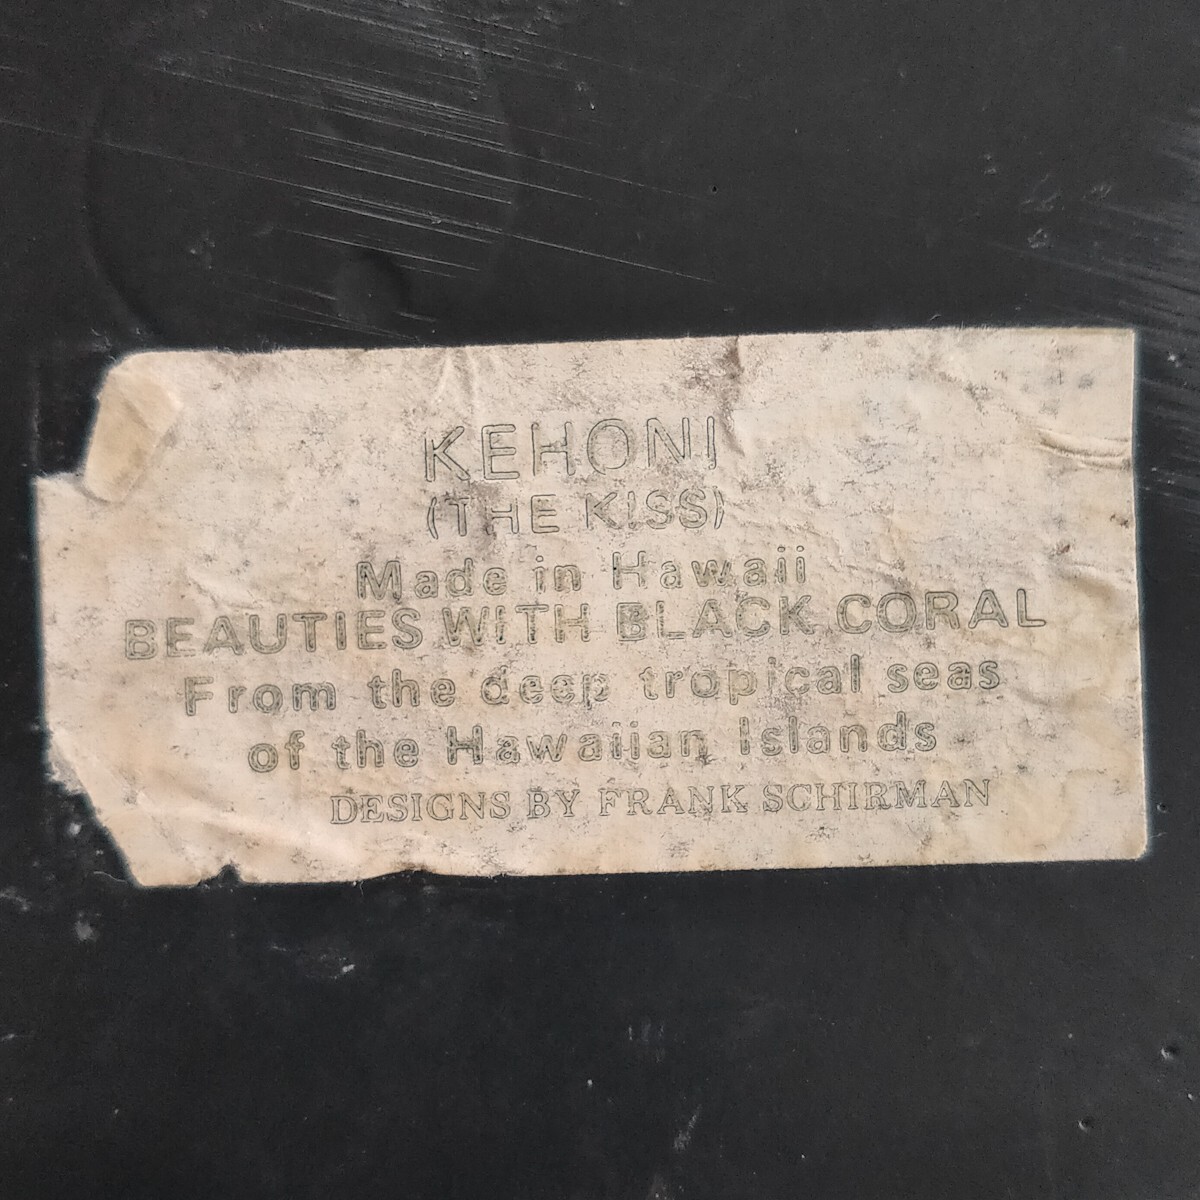 KEHONI
(THE KISS)
Made in Hawaii
BEAUTIES WITH BLACK CORAL
From the deep tropical seas
of the Hawaiian Islands
DESIGNS BY FRANK SCHIRMAN